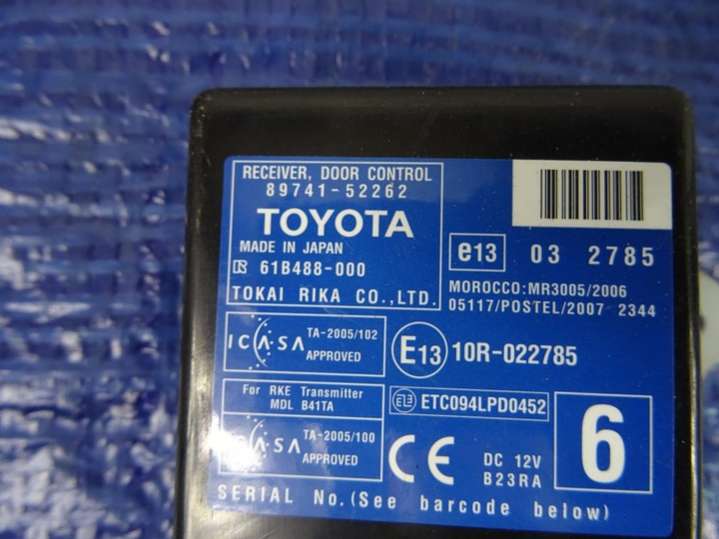 RECEIVER, DOOR CONTROL
89741-52262
TOYOTA
MADE IN JAPAN
61B488-000
TOKAI RIKA CO.,LTD.
e13 03 2785
MOROCCO:MR3005/2006
05117/POSTEL/2007 2344
ICASA TA-2005/102
APPROVED
E13 10R-022785
For RKE Transmitter
MDL B41TA
E13 ETC094LPD0452
ICASA TA-2005/100
APPROVED
CE
DC 12V
B23RA
6
SERIAL No.(See barcode below)